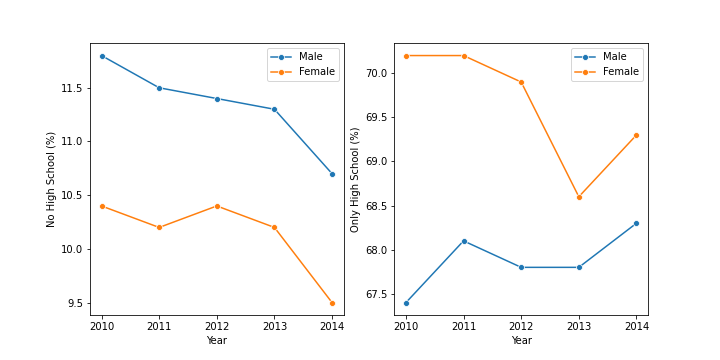 No High School (%)
11.5
11.0
10.5
10.0
9.5
2010 2011 2012 2013 2014
Year
Male
Female
Only High School (%)
70.0
69.5
69.0
68.5
68.0
67.5
2010 2011 2012 2013 2014
Year
Male
Female